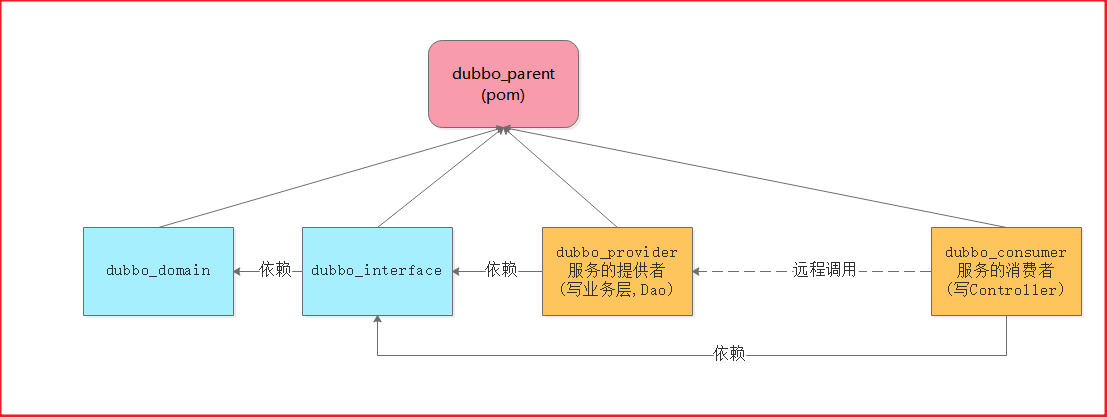 dubbo_parent
(pom)
dubbo_domain
依赖
dubbo_interface
依赖
dubbo_provider
服务的提供者
(写业务层,Dao)
远程调用
dubbo_consumer
服务的消费者
(写Controller)
依赖